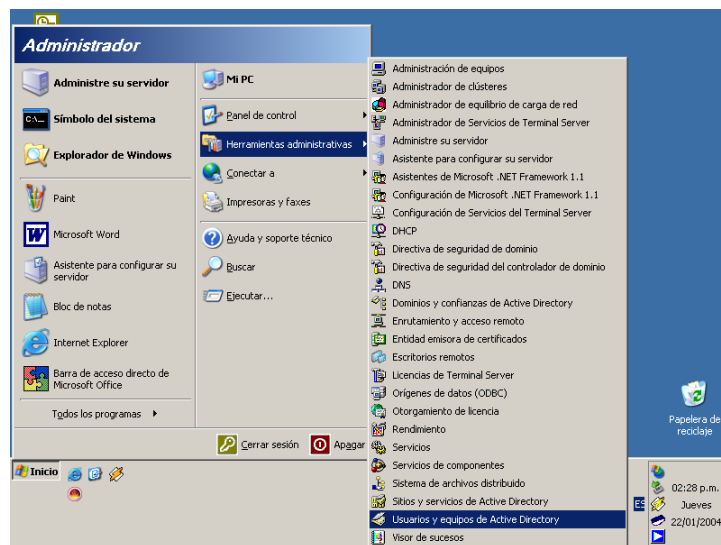 Administrador
Administre su servidor
Símbolo del sistema
Explorador de Windows
Paint
Microsoft Word
Asistente para configurar su
servidor
Bloc de notas
Internet Explorer
Barra de acceso directo de
Microsoft Office
Todos los programas
Mi PC
Panel de control
Herramientas administrativas
Conectar a
Impresoras y faxes
Ayuda y soporte técnico
Buscar
Ejecutar...
Cerrar sesión
Apagar
Administración de equipos
Administrador de clústeres
Administrador de equilibrio de carga de red
Administrador de Servicios de Terminal Server
Administre su servidor
Asistente para configurar su servidor
Asistentes de Microsoft .NET Framework 1.1
Configuración de Microsoft .NET Framework 1.1
Configuración de Servicios del Terminal Server
DHCP
Directiva de seguridad de dominio
Directiva de seguridad del controlador de dominio
DNS
Dominios y confianzas de Active Directory
Enrutamiento y acceso remoto
Entidad emisora de certificados
Escritorios remotos
Licencias de Terminal Server
Orígenes de datos (ODBC)
Otorgamiento de licencia
Rendimiento
Servicios
Servicios de componentes
Sistema de archivos distribuido
Sitios y servicios de Active Directory
Usuarios y equipos de Active Directory
Visor de sucesos
Papelera de
reciclaje
Inicio
ES
02:28 p.m.
Jueves
22/01/2004